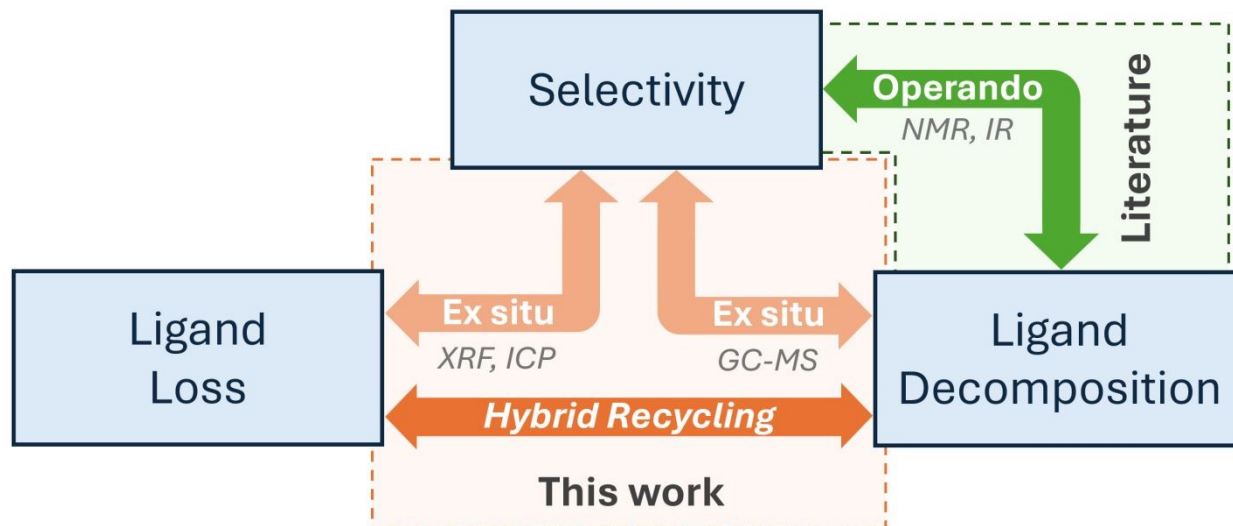 Selectivity
Operando
NMR, IR
Literature
Ligand
Loss
Ex situ
XRF, ICP
Ex situ
GC-MS
Ligand
Decomposition
Hybrid Recycling
This work